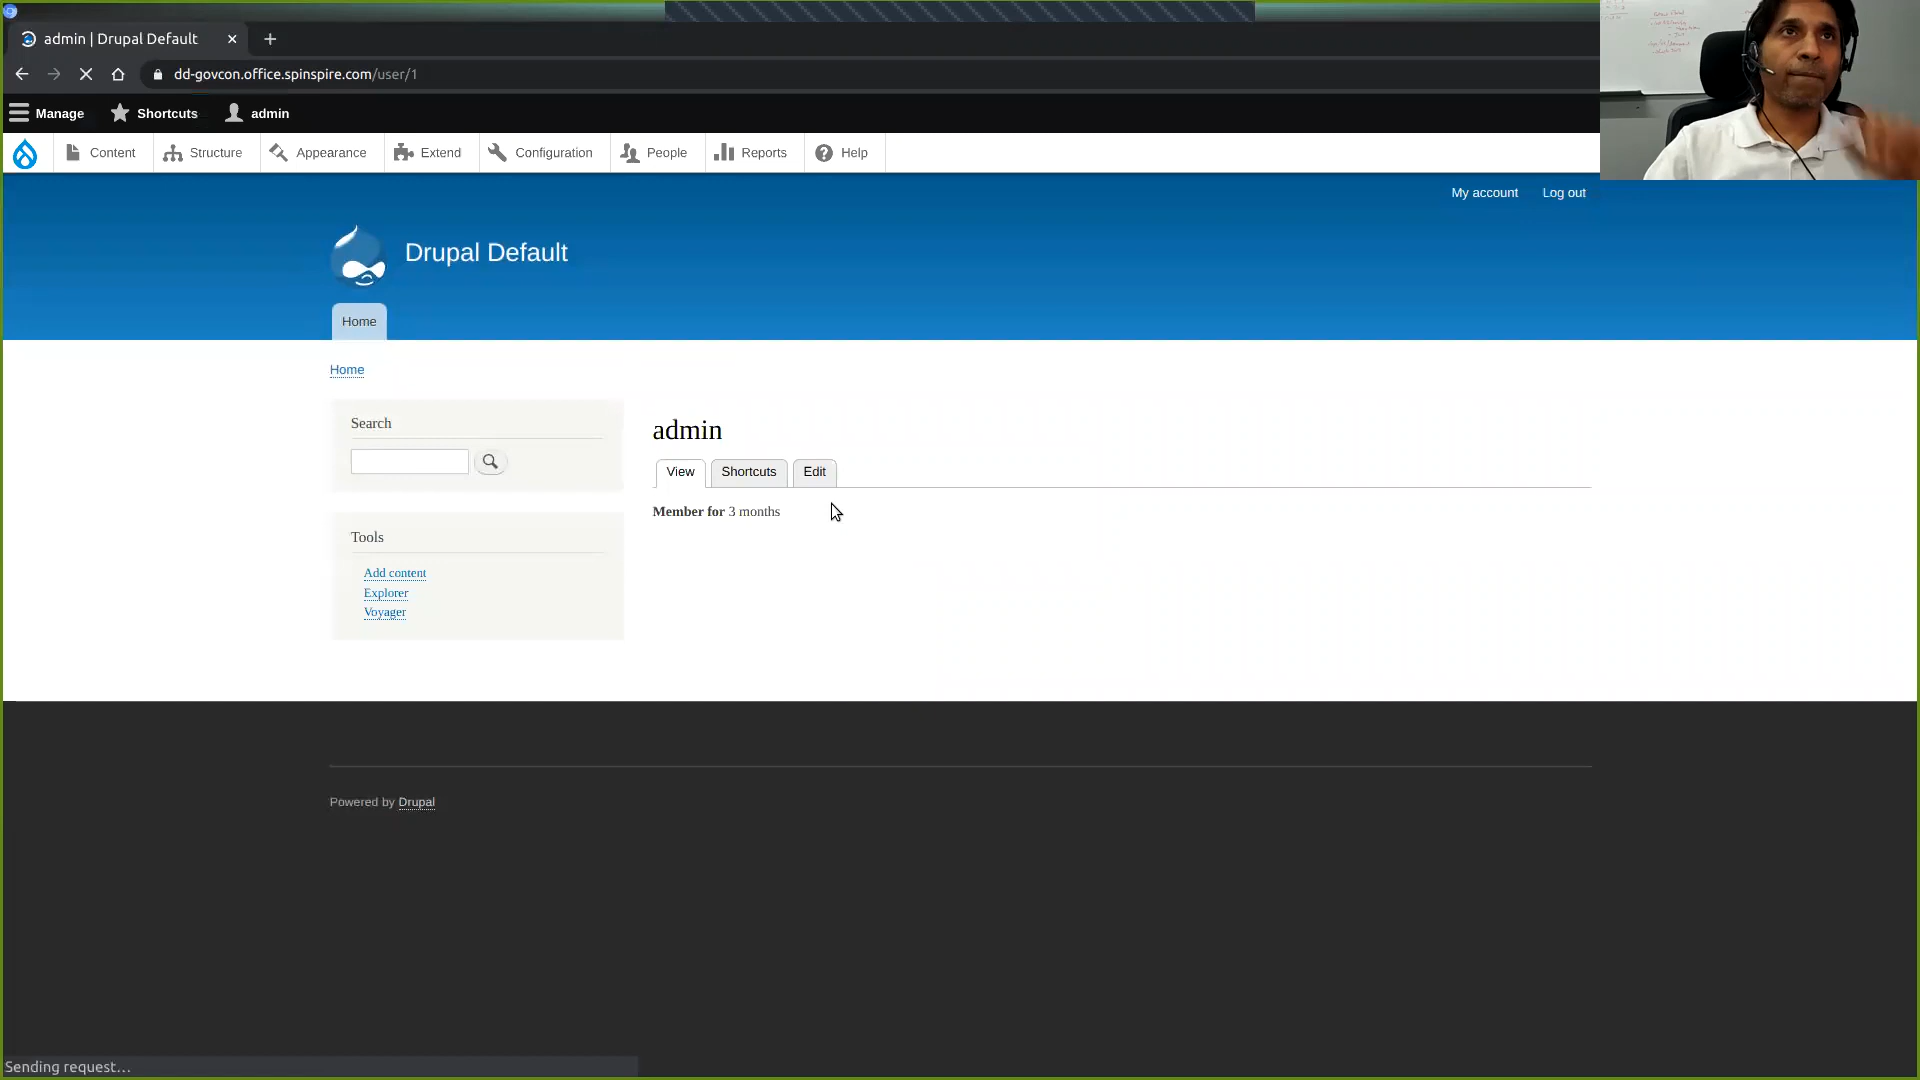 admin | Drupal Default
dd-govcon.office.spinspire.com/user/1
Manage Shortcuts admin
Content Structure Appearance Extend Configuration People Reports Help
My account Log out
Drupal Default
Home
Home
Search
admin
View Shortcuts Edit
Member for 3 months
Tools
Add content
Explorer
Voyager
Powered by Drupal
Sending request...